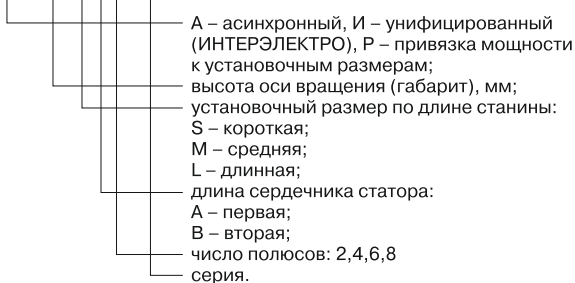 А – асинхронный, И – унифицированный
(ИНТЕРЭЛЕКТРО), Р – привязка мощности
к установочным размерам;
высота оси вращения (габарит), мм;
установочный размер по длине станины:
S – короткая;
M – средняя;
L – длинная;
длина сердечника статора:
А – первая;
В – вторая;
число полюсов: 2,4,6,8
серия.